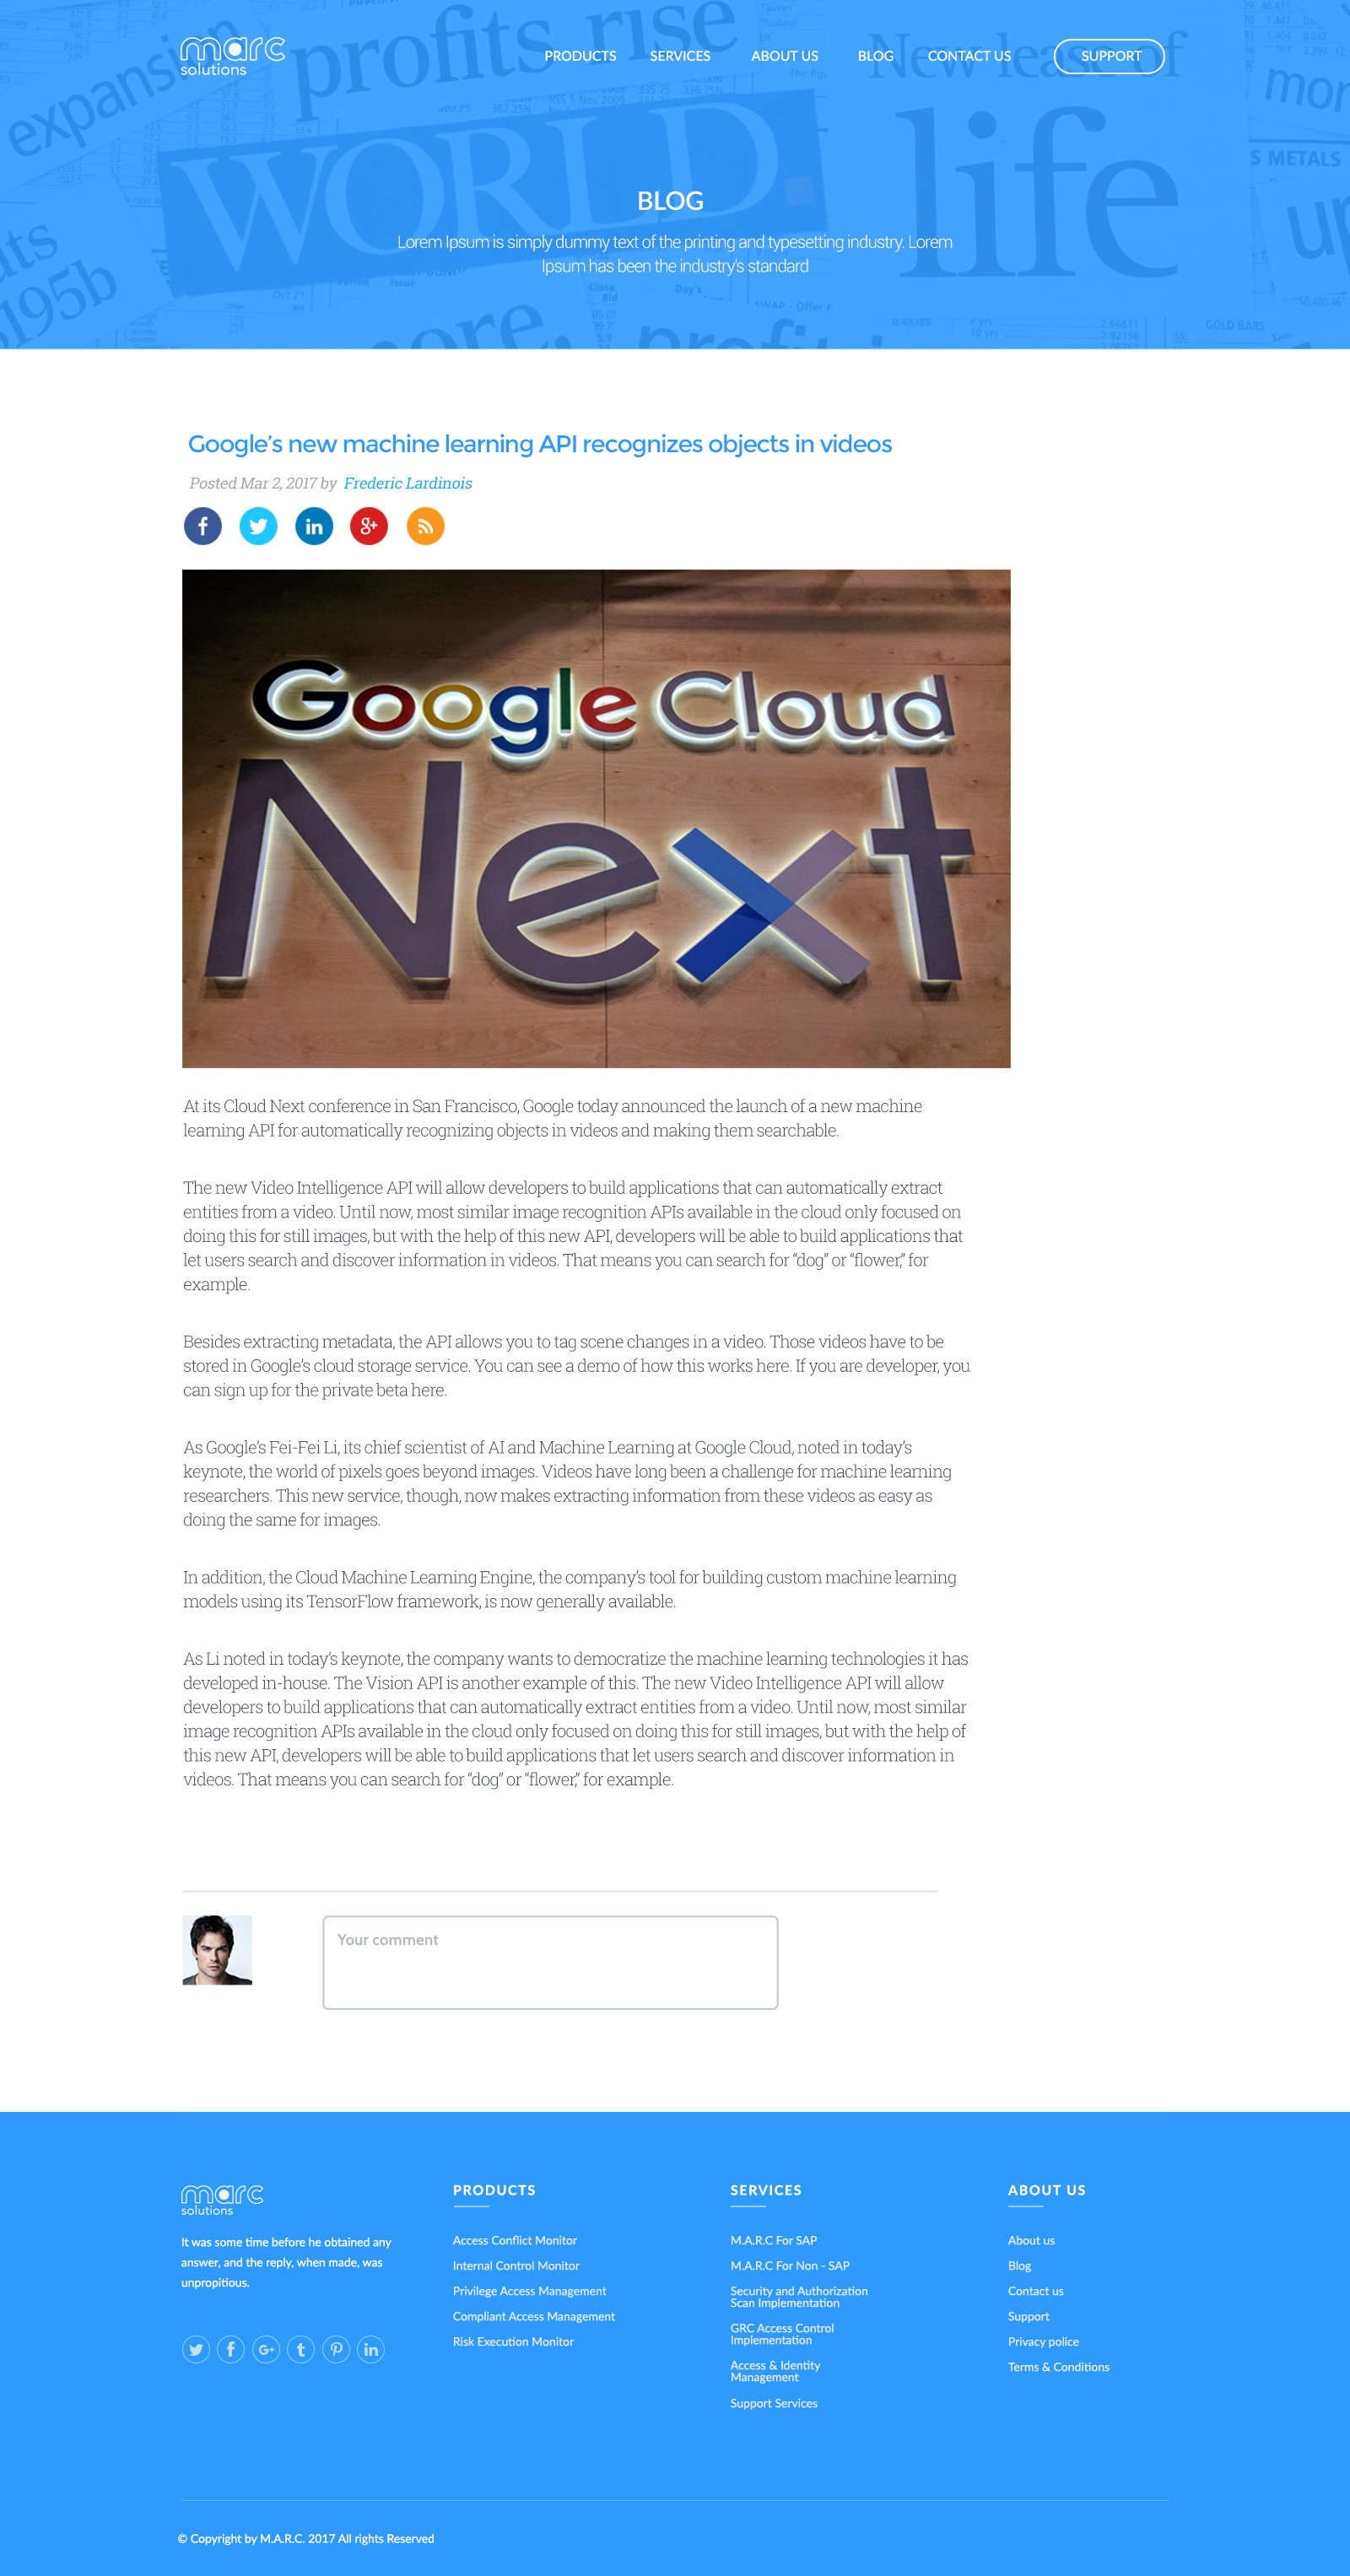 marc
solutions
PRODUCTS SERVICES ABOUT US BLOG CONTACT US SUPPORT
expansion
profits rise
New lease of
life
WORLD.
S METALS
BLOG
Lorem Ipsum is simply dummy text of the printing and typesetting industry. Lorem
Ipsum has been the industry's standard
195b
GOLD BARS
Google’s new machine learning API recognizes objects in videos
Posted Mar 2, 2017 by Frederic Lardinois
Google Cloud
Next
At its Cloud Next conference in San Francisco, Google today announced the launch of a new machine
learning API for automatically recognizing objects in videos and making them searchable.
The new Video Intelligence API will allow developers to build applications that can automatically extract
entities from a video. Until now, most similar image recognition APIs available in the cloud only focused on
doing this for still images, but with the help of this new API, developers will be able to build applications that
let users search and discover information in videos. That means you can search for “dog” or “flower,” for
example.
Besides extracting metadata, the API allows you to tag scene changes in a video. Those videos have to be
stored in Google’s cloud storage service. You can see a demo of how this works here. If you are developer, you
can sign up for the private beta here.
As Google’s Fei-Fei Li, its chief scientist of AI and Machine Learning at Google Cloud, noted in today’s
keynote, the world of pixels goes beyond images. Videos have long been a challenge for machine learning
researchers. This new service, though, now makes extracting information from these videos as easy as
doing the same for images.
In addition, the Cloud Machine Learning Engine, the company’s tool for building custom machine learning
models using its TensorFlow framework, is now generally available.
As Li noted in today’s keynote, the company wants to democratize the machine learning technologies it has
developed in-house. The Vision API is another example of this. The new Video Intelligence API will allow
developers to build applications that can automatically extract entities from a video. Until now, most similar
image recognition APIs available in the cloud only focused on doing this for still images, but with the help of
this new API, developers will be able to build applications that let users search and discover information in
videos. That means you can search for “dog” or “flower,” for example.
Your comment
marc
solutions
It was some time before he obtained any
answer, and the reply, when made, was
unpropitious.
PRODUCTS
Access Conflict Monitor
Internal Control Monitor
Privilege Access Management
Compliant Access Management
Risk Execution Monitor
SERVICES
M.A.R.C For SAP
M.A.R.C For Non - SAP
Security and Authorization
Scan Implementation
GRC Access Control
Implementation
Access & Identity
Management
Support Services
ABOUT US
About us
Blog
Contact us
Support
Privacy police
Terms & Conditions
© Copyright by M.A.R.C. 2017 All rights Reserved